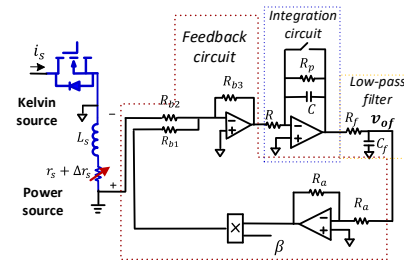 Integration
circuit
Feedback
circuit
i_s
R_p
R_b3
C
Low-pass
filter
Kelvin
source
R_b2
R
R_f
v_of
L_s
R_b1
C_f
r_s + Δr_s
Power
source
R_a
R_a
β